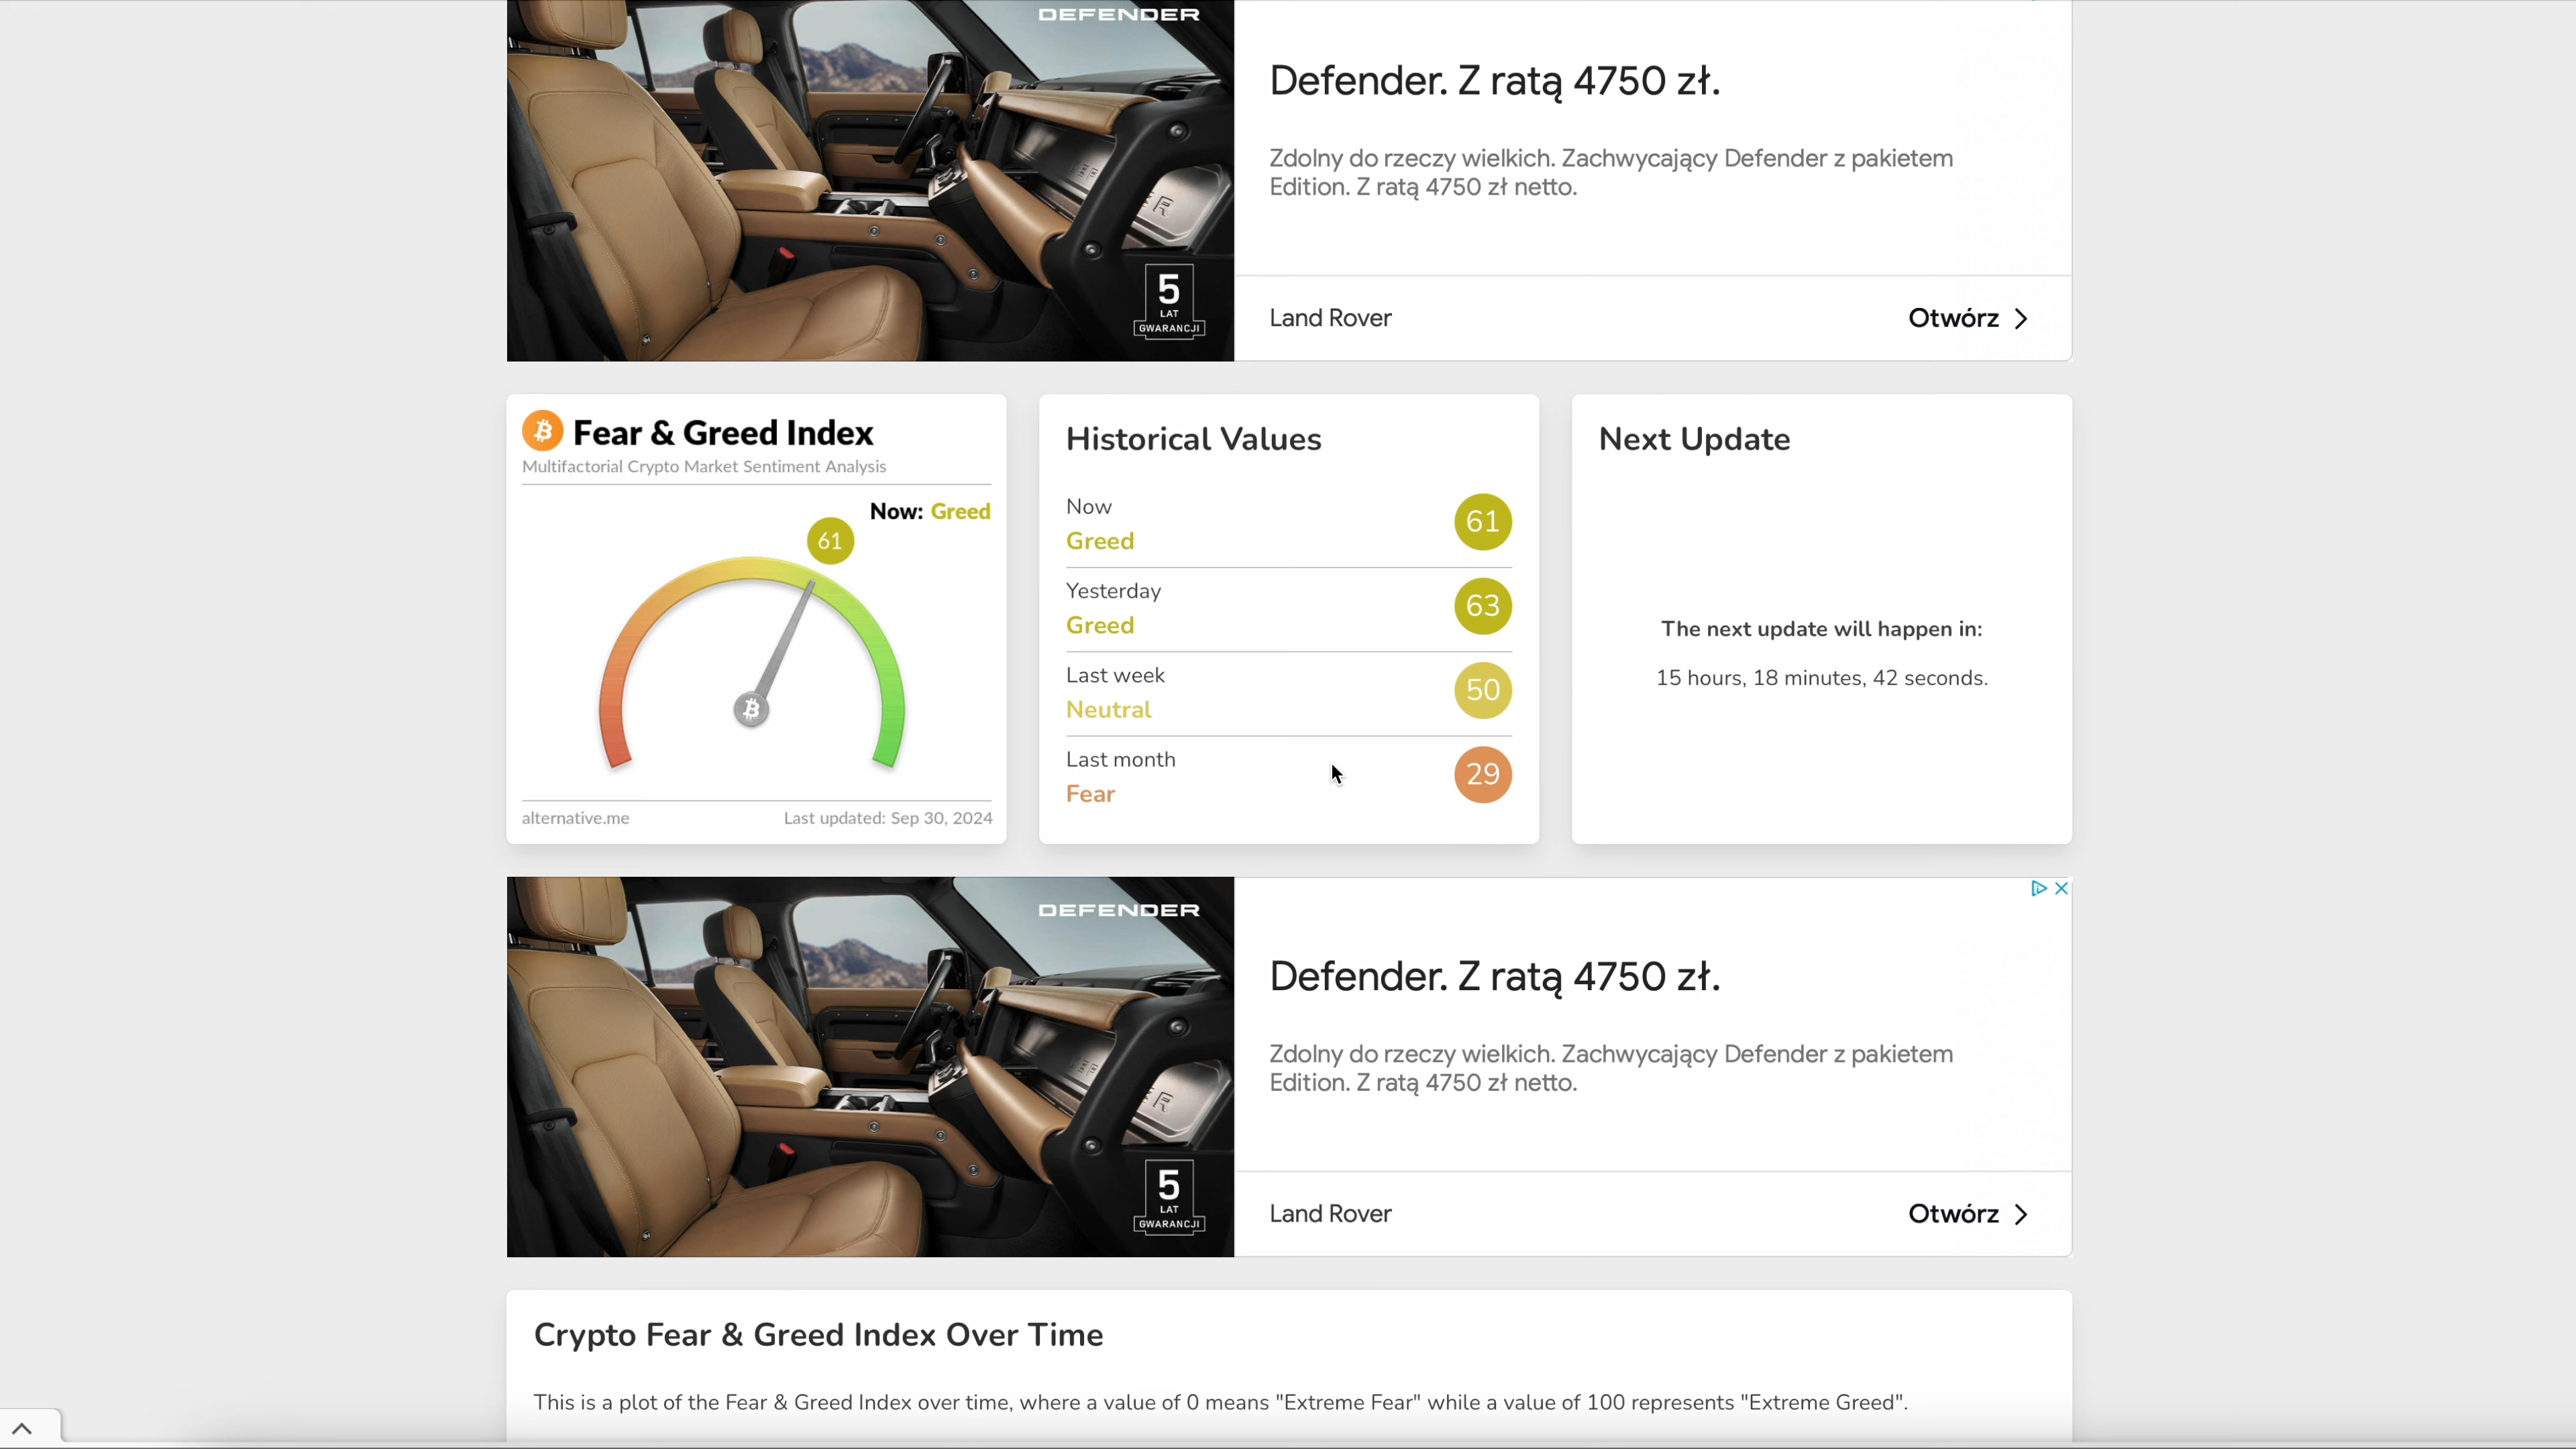 DEFENDER
Defender. Z ratą 4750 zł.
Zdolny do rzeczy wielkich. Zachwycający Defender z pakietem
Edition. Z ratą 4750 zł netto.
5
LAT
GWARANCJI
Land Rover
Otwórz
Fear & Greed Index
Multifactorial Crypto Market Sentiment Analysis
Now: Greed
61
alternative.me
Last updated: Sep 30, 2024
Historical Values
Now
Greed
61
Yesterday
Greed
63
Last week
Neutral
50
Last month
Fear
29
Next Update
The next update will happen in:
15 hours, 18 minutes, 42 seconds.
DEFENDER
Defender. Z ratą 4750 zł.
Zdolny do rzeczy wielkich. Zachwycający Defender z pakietem
Edition. Z ratą 4750 zł netto.
5
LAT
GWARANCJI
Land Rover
Otwórz
Crypto Fear & Greed Index Over Time
This is a plot of the Fear & Greed Index over time, where a value of 0 means "Extreme Fear" while a value of 100 represents "Extreme Greed".